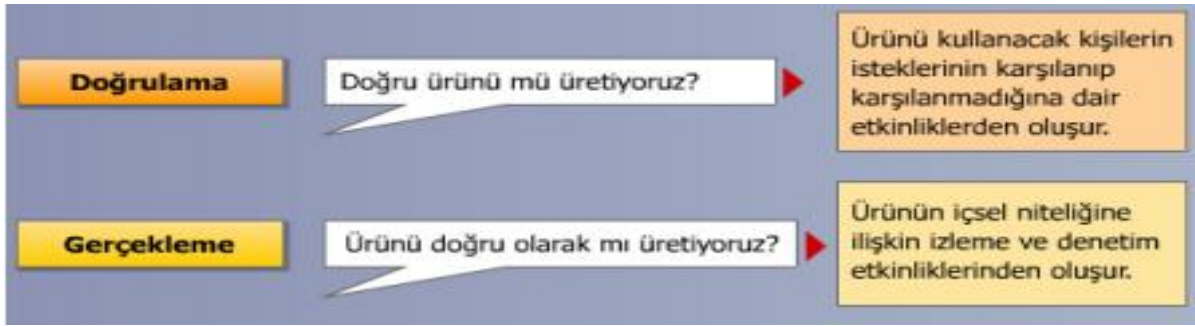 Doğrulama
Doğru ürünü mü üretiyoruz?
Ürünü kullanacak kişilerin
isteklerinin karşılanıp
karşılanmadığına dair
etkinliklerden oluşur.
Gerçekleme
Ürünü doğru olarak mı üretiyoruz?
Ürünün içsel niteliğine
ilişkin izleme ve denetim
etkinliklerinden oluşur.